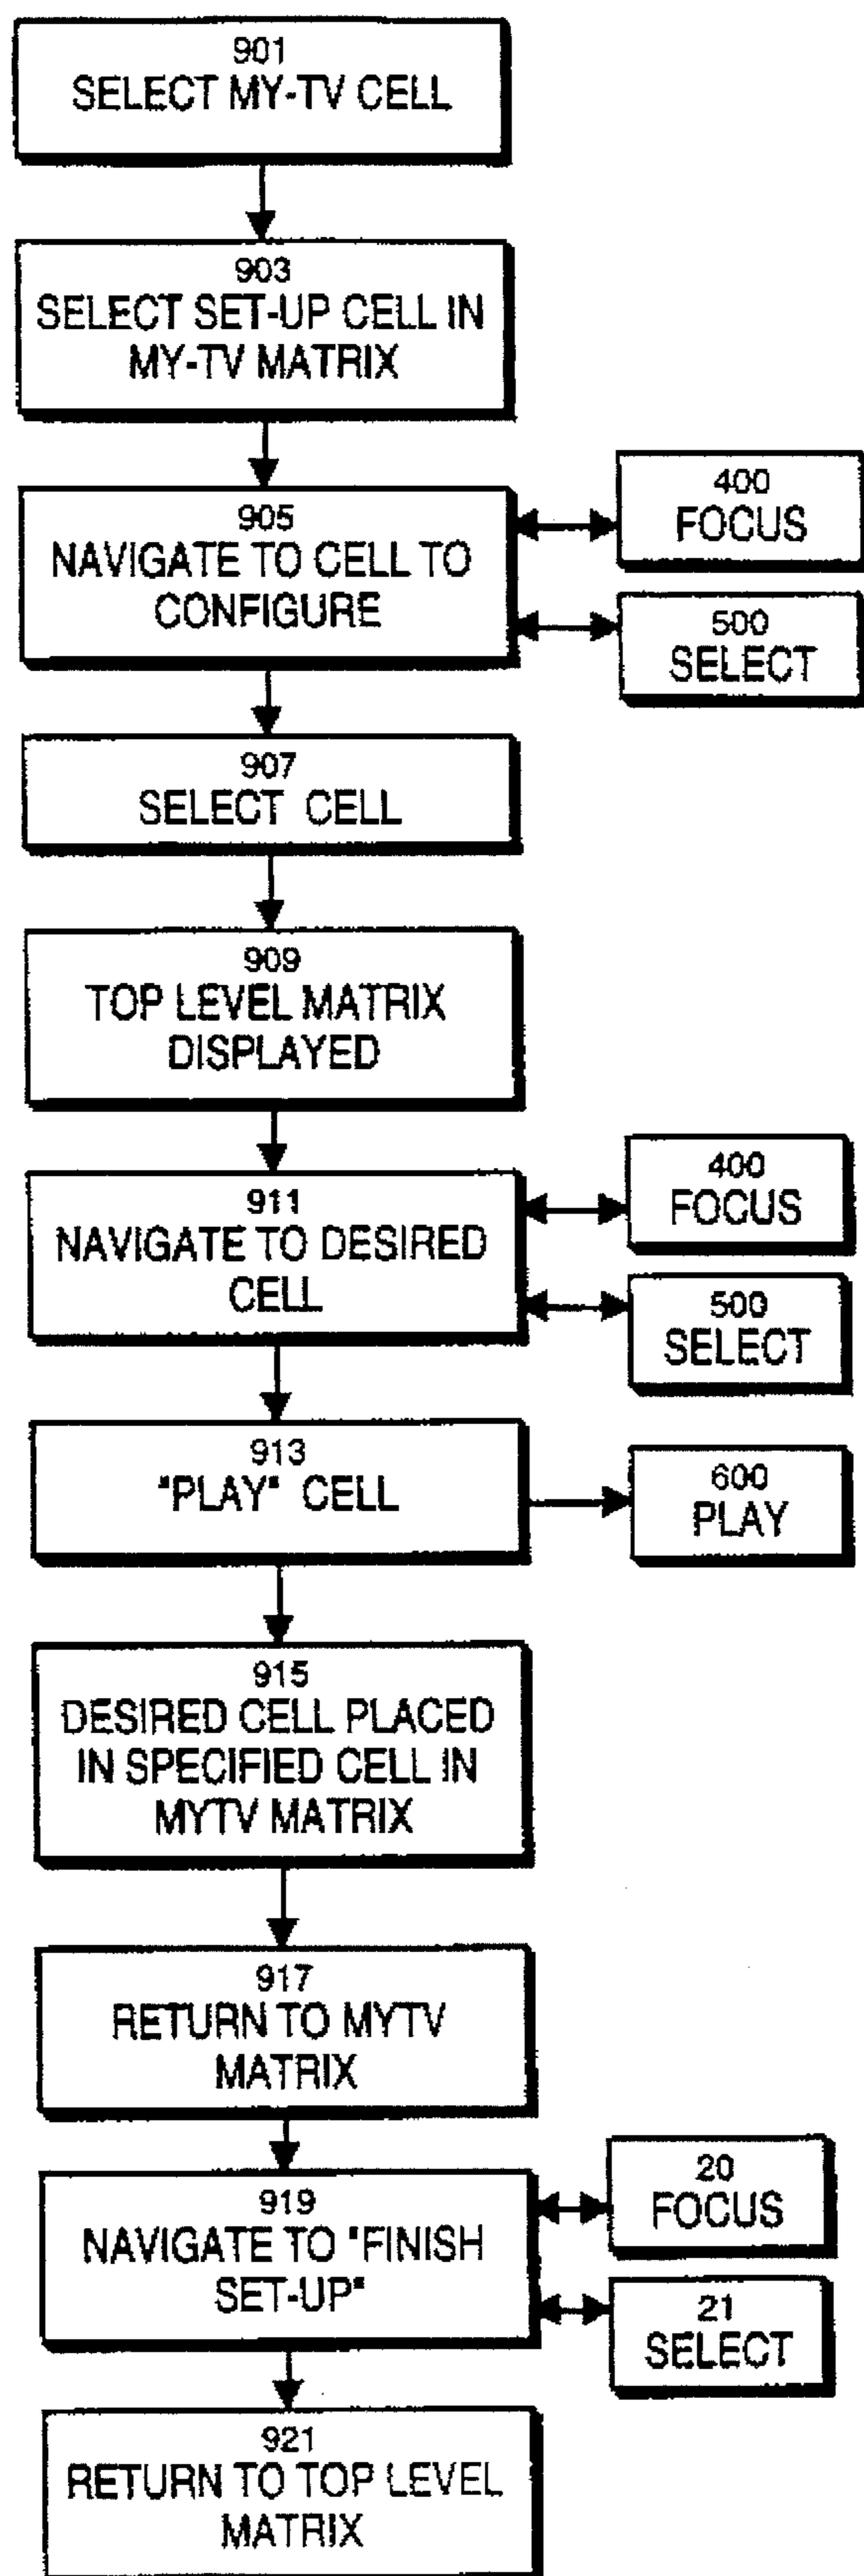 901
SELECT MY-TV CELL
903
SELECT SET-UP CELL IN
MY-TV MATRIX
905
NAVIGATE TO CELL TO
CONFIGURE
400
FOCUS
500
SELECT
907
SELECT CELL
909
TOP LEVEL MATRIX
DISPLAYED
911
NAVIGATE TO DESIRED
CELL
400
FOCUS
500
SELECT
913
"PLAY" CELL
600
PLAY
915
DESIRED CELL PLACED
IN SPECIFIED CELL IN
MYTV MATRIX
917
RETURN TO MYTV
MATRIX
919
NAVIGATE TO "FINISH
SET-UP"
20
FOCUS
21
SELECT
921
RETURN TO TOP LEVEL
MATRIX